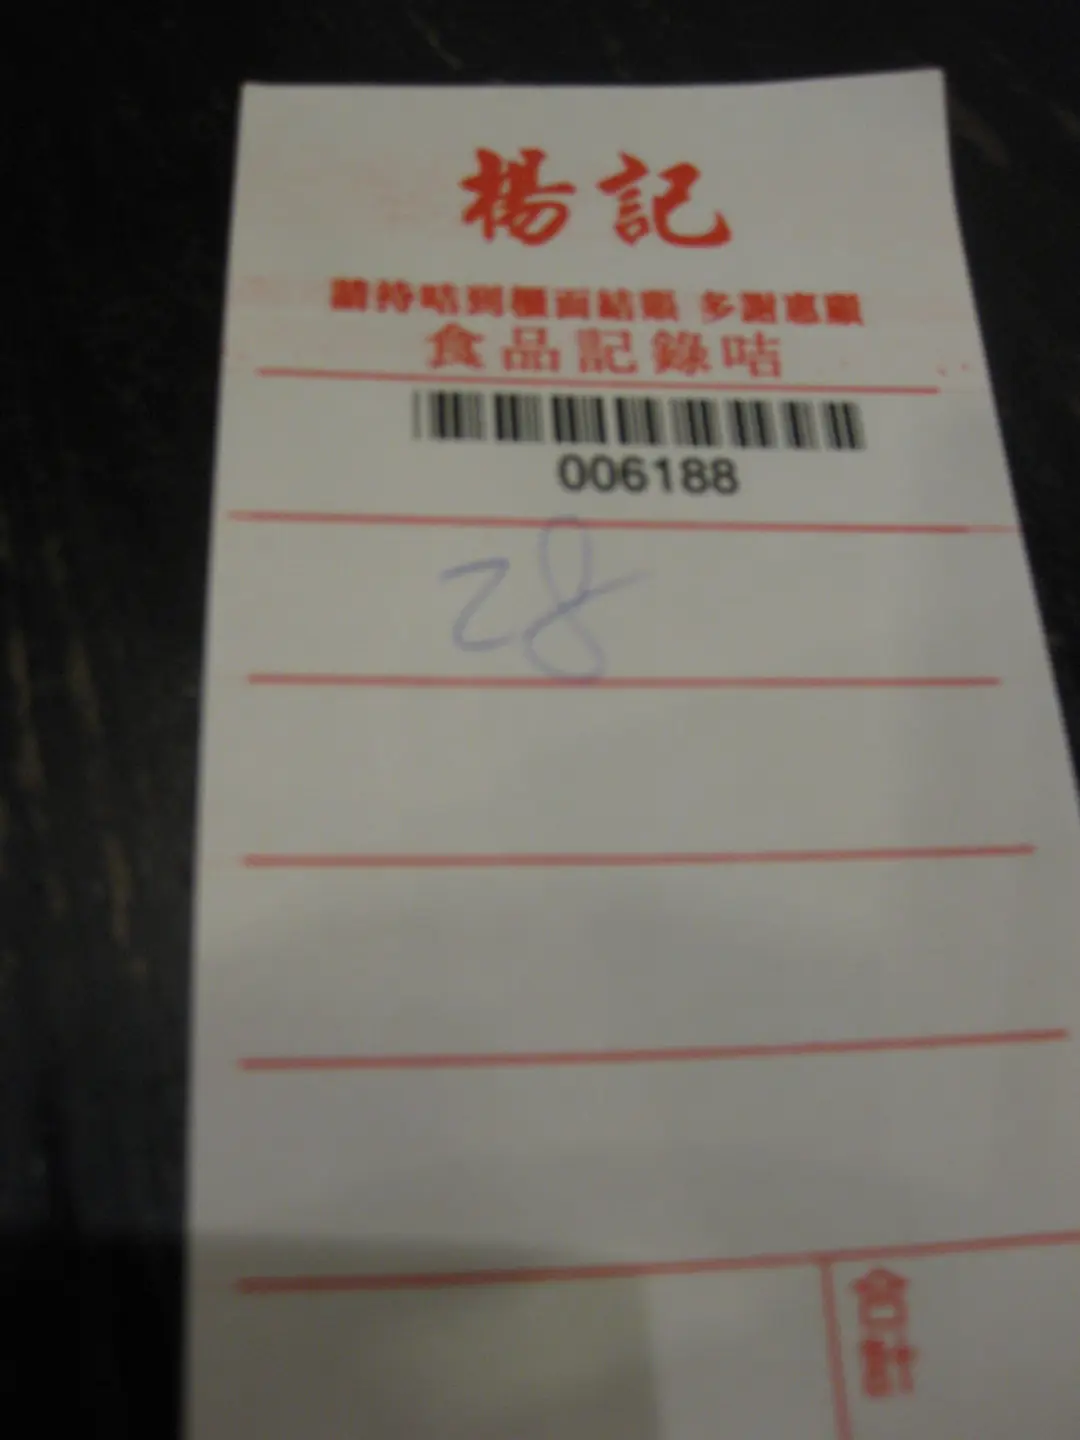 楊記
請持咭到櫃面結賬 多謝惠顧
食品記錄咭
006188
28
合計